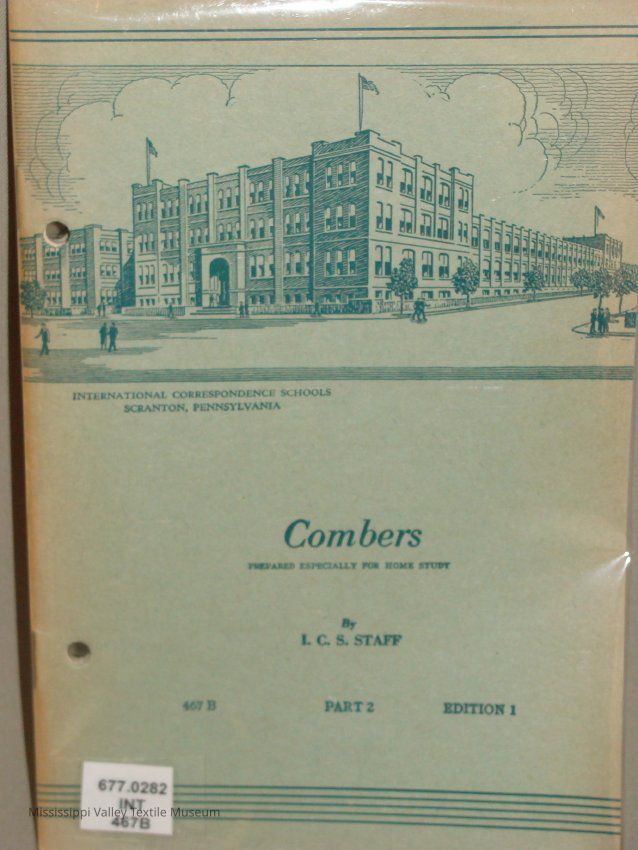 INTERNATIONAL CORRESPONDENCE SCHOOLS
SCRANTON, PENNSYLVANIA
Combers
PREPARED ESPECIALLY FOR HOME STUDY
By
I. C. S. STAFF
467 B PART 2 EDITION 1
677.0282
INT
467B
Mississippi Valley Textile Museum